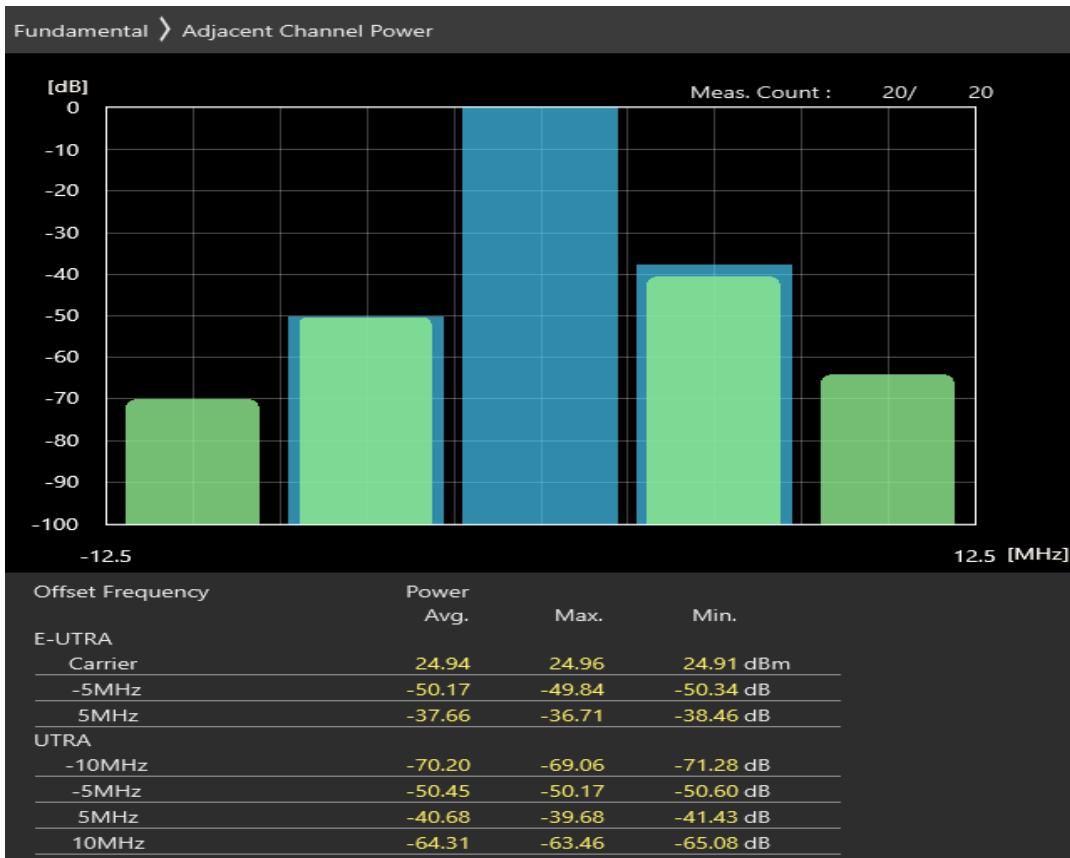 Fundamental 〉 Adjacent Channel Power
[dB]
Meas. Count : 20/ 20
0
-10
-20
-30
-40
-50
-60
-70
-80
-90
-100
-12.5 12.5 [MHz]
Offset Frequency Power
Avg. Max. Min.
E-UTRA
Carrier 24.94 24.96 24.91 dBm
-5MHz -50.17 -49.84 -50.34 dB
5MHz -37.66 -36.71 -38.46 dB
UTRA
-10MHz -70.20 -69.06 -71.28 dB
-5MHz -50.45 -50.17 -50.60 dB
5MHz -40.68 -39.68 -41.43 dB
10MHz -64.31 -63.46 -65.08 dB